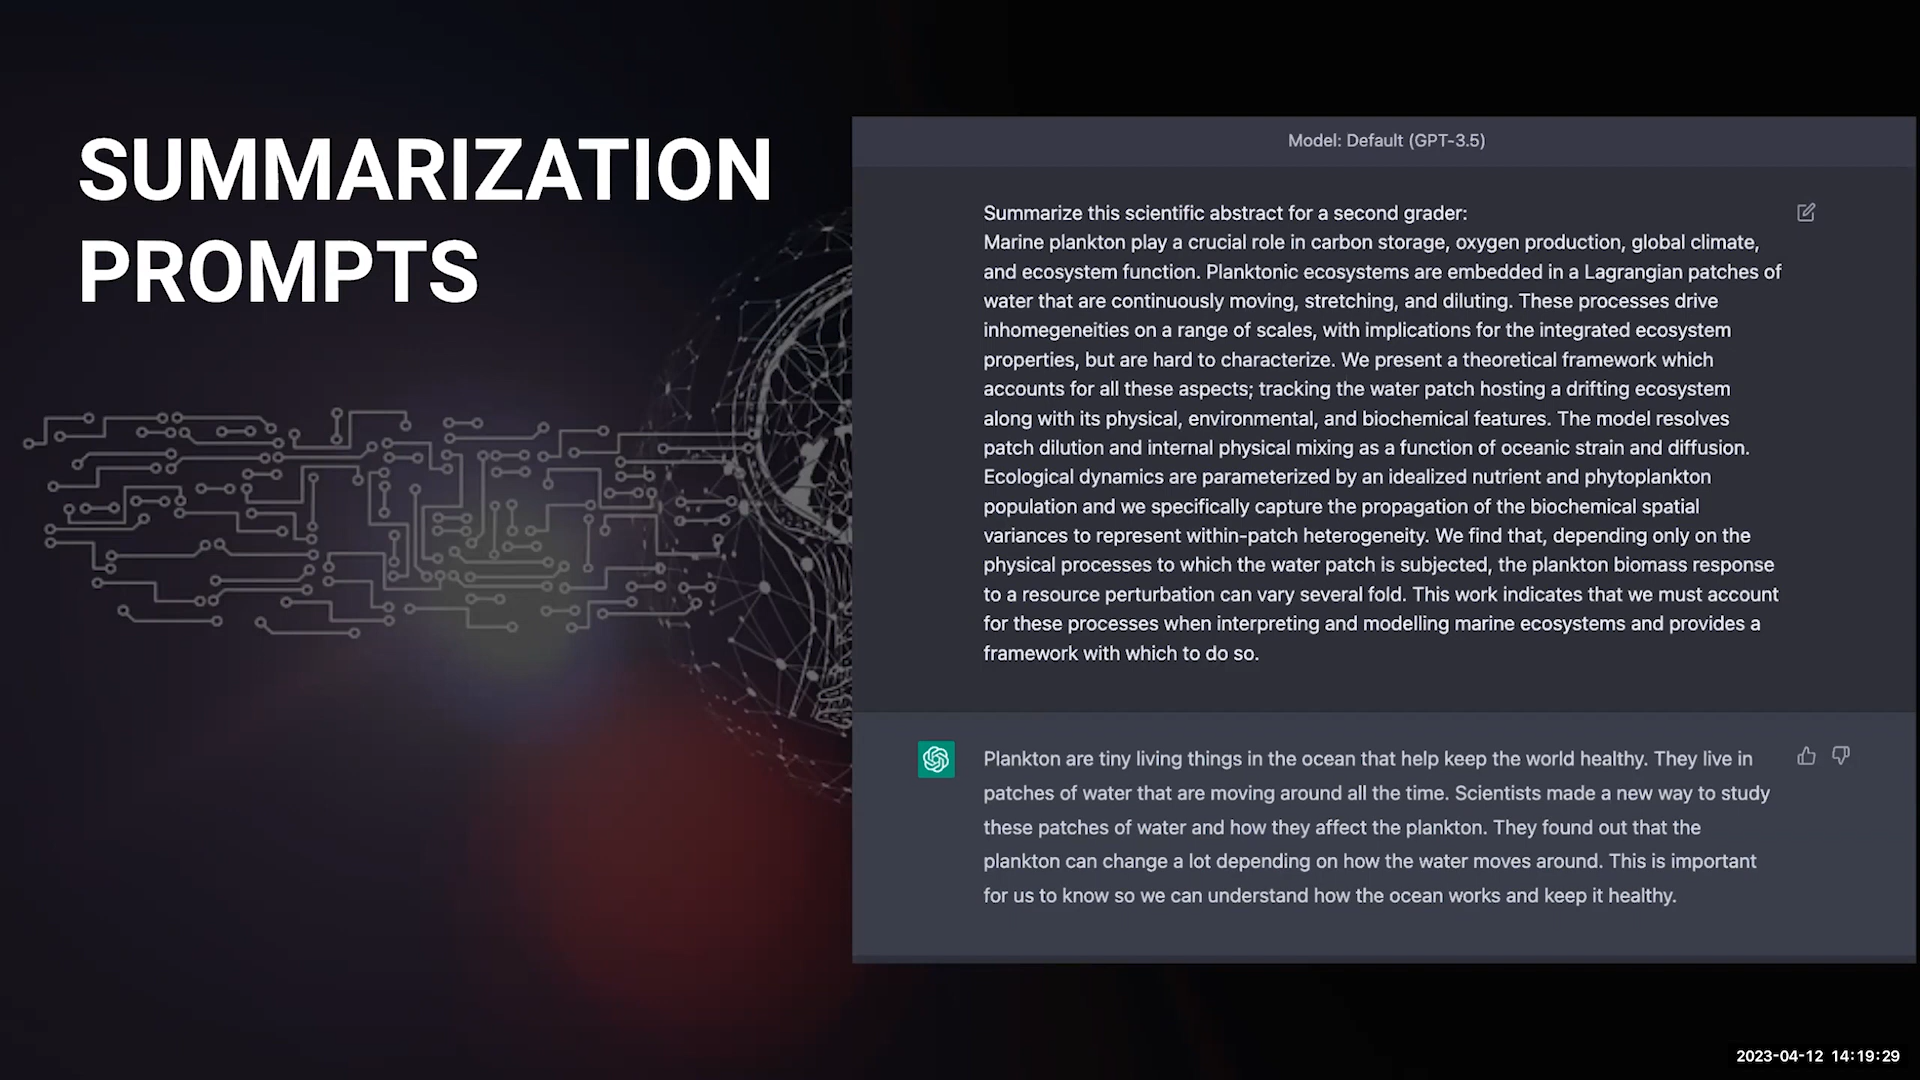 SUMMARIZATION
PROMPTS
Model: Default (GPT-3.5)
Summarize this scientific abstract for a second grader:
Marine plankton play a crucial role in carbon storage, oxygen production, global climate,
and ecosystem function. Planktonic ecosystems are embedded in a Lagrangian patches of
water that are continuously moving, stretching, and diluting. These processes drive
inhomegeneities on a range of scales, with implications for the integrated ecosystem
properties, but are hard to characterize. We present a theoretical framework which
accounts for all these aspects; tracking the water patch hosting a drifting ecosystem
along with its physical, environmental, and biochemical features. The model resolves
patch dilution and internal physical mixing as a function of oceanic strain and diffusion.
Ecological dynamics are parameterized by an idealized nutrient and phytoplankton
population and we specifically capture the propagation of the biochemical spatial
variances to represent within-patch heterogeneity. We find that, depending only on the
physical processes to which the water patch is subjected, the plankton biomass response
to a resource perturbation can vary several fold. This work indicates that we must account
for these processes when interpreting and modelling marine ecosystems and provides a
framework with which to do so.
Plankton are tiny living things in the ocean that help keep the world healthy. They live in
patches of water that are moving around all the time. Scientists made a new way to study
these patches of water and how they affect the plankton. They found out that the
plankton can change a lot depending on how the water moves around. This is important
for us to know so we can understand how the ocean works and keep it healthy.
2023-04-12 14:19:29